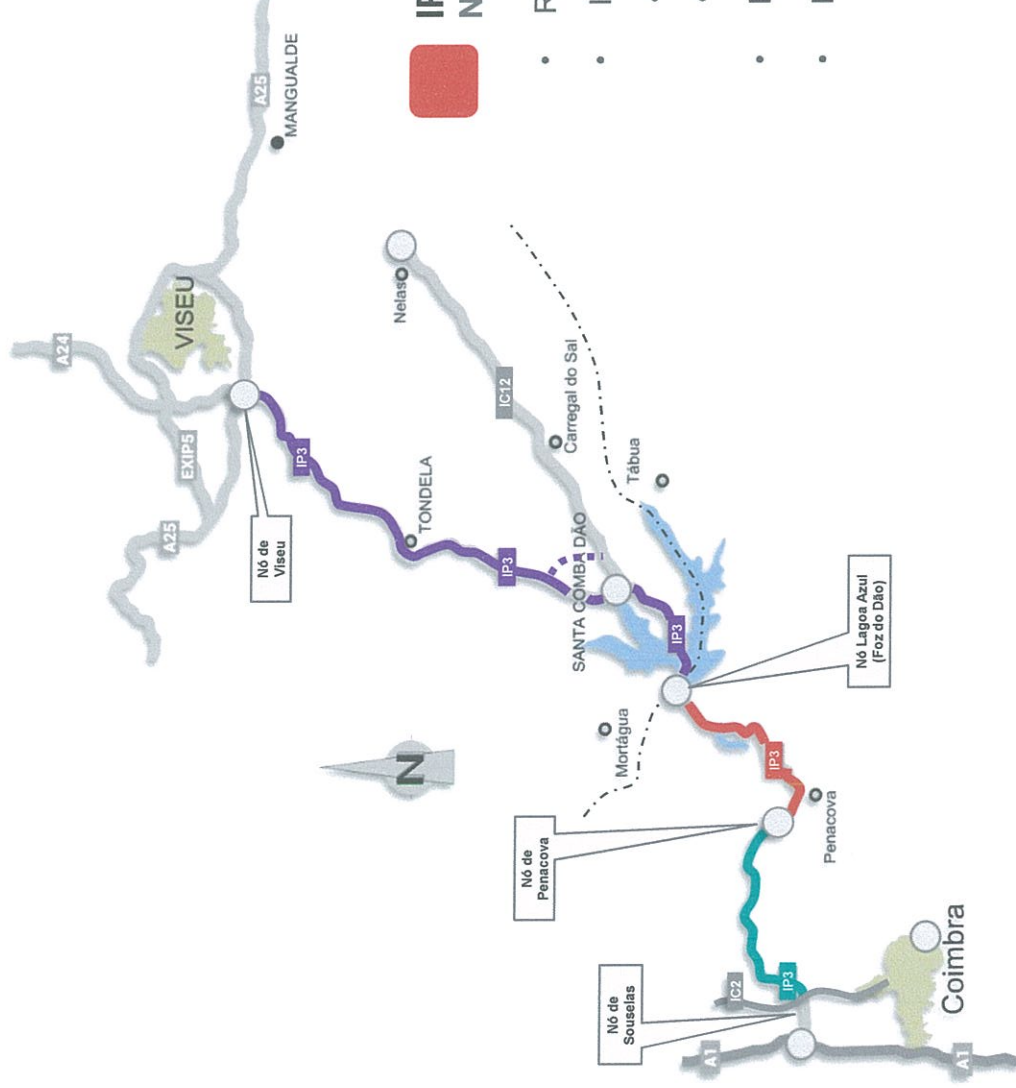 A24
VISEU
A25
MANGUALDE
EXIP5
A25
Nó de
Viseu
IP3
Nelas
TONDELA
IC12
Carregal do Sal
IP3
SANTA COMBA DÃO
Tábua
IP3
N
Mortágua
Nó Lagoa Azul
(Foz do Dão)
IP3
Nó de
Penacova
Penacova
IP3
Nó de
Souselas
IC2
A1
Coimbra
A1
N
R